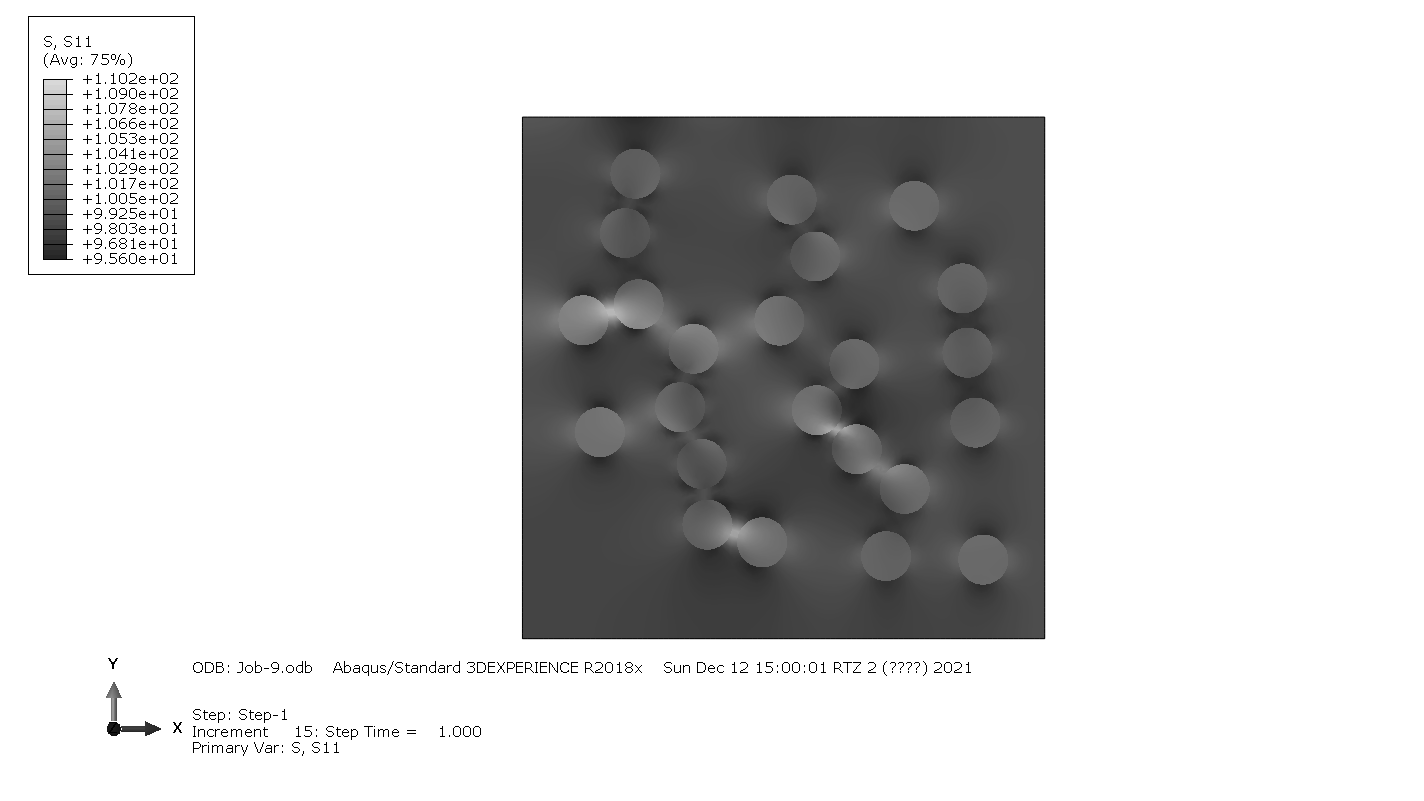 S, S11
(Avg: 75%)
+1.102e+02
+1.090e+02
+1.078e+02
+1.066e+02
+1.053e+02
+1.041e+02
+1.029e+02
+1.017e+02
+1.005e+02
+9.925e+01
+9.803e+01
+9.681e+01
+9.560e+01
Y
X
ODB: Job-9.odb    Abaqus/Standard 3DEXPERIENCE R2018x    Sun Dec 12 15:00:01 RTZ 2 (????) 2021
Step: Step-1
Increment     15: Step Time =    1.000
Primary Var: S, S11